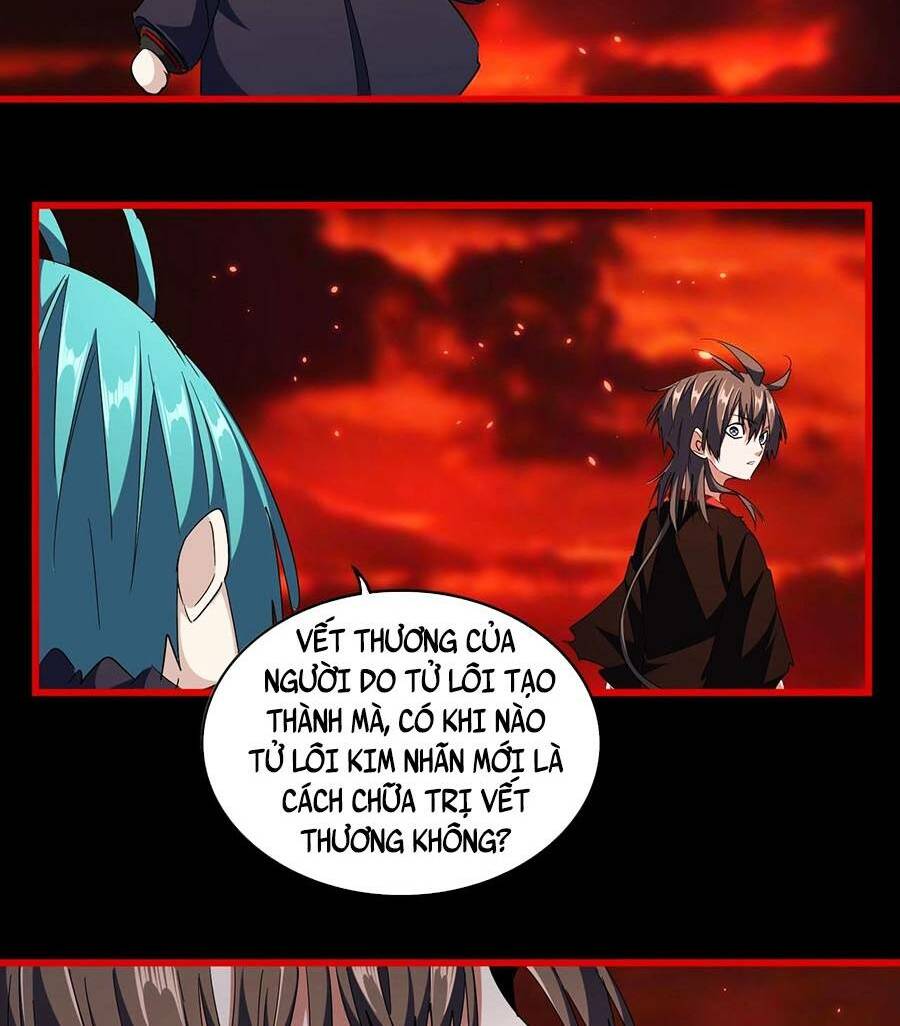 VẾT THƯƠNG CỦA
NGƯỜI DO TỬ LÔI TẠO
THÀNH MÀ, CÓ KHI NÀO
TỬ LÔI KIM NHÃN MỚI LÀ
CÁCH CHỮA TRỊ VẾT
THƯƠNG KHÔNG?